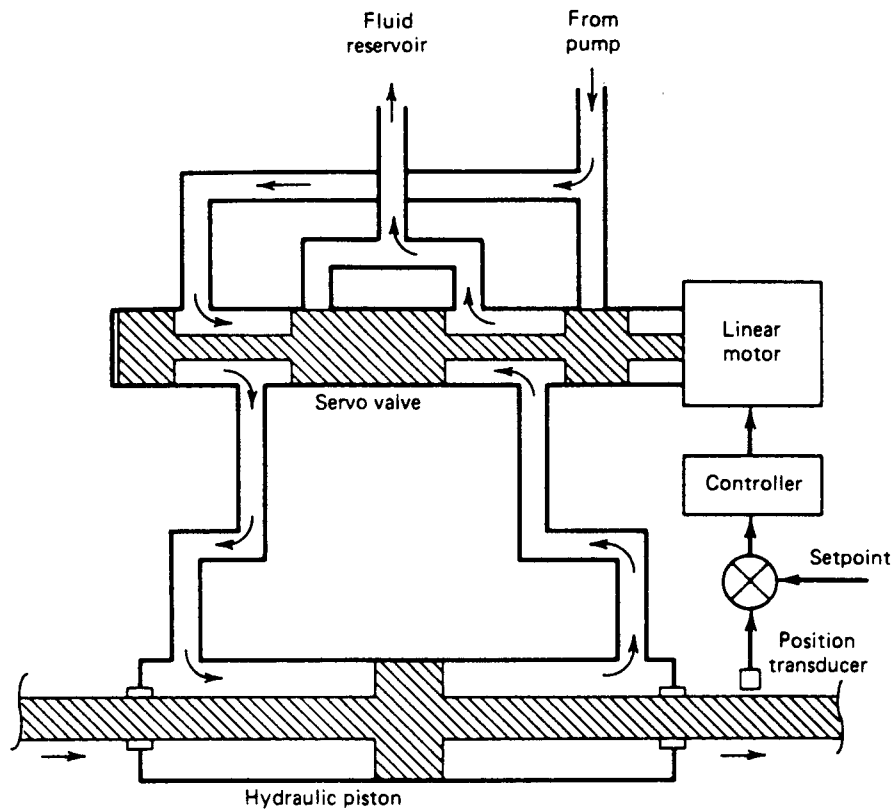 Fluid
reservoir
From
pump
Linear
motor
Servo valve
Controller
Setpoint
Position
transducer
Hydraulic piston